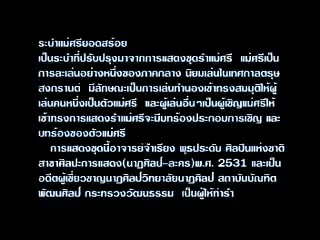 ระบำแม่ศรียอดสร้อย
เป็นระบำที่ปรับปรุงมาจากการแสดงชุดรำแม่ศรี แม่ศรีเป็น
การละเล่นอย่างหนึ่งของภาคกลาง นิยมเล่นในเทศกาลตรุษ
สงกรานต์ มีลักษณะเป็นการเล่นทำนองเข้าทรงสมมุติให้ผู้
เล่นคนหนึ่งเป็นตัวแม่ศรี และผู้เล่นอื่นๆเป็นผู้เชิญแม่ศรีให้
เข้าทรงการแสดงรำแม่ศรีจะมีบทร้องประกอบการเชิญ และ
บทร้องของตัวแม่ศรี
การแสดงชุดนี้อาจารย์จำเรียง พุธประดับ ศิลปินแห่งชาติ
สาขาศิลปะการแสดง(นาฏศิลป์-ละคร)พ.ศ. 2531 และเป็น
อดีตผู้เชี่ยวชาญนาฏศิลป์วิทยาลัยนาฏศิลป สถาบันบัณฑิต
พัฒนศิลป์ กระทรวงวัฒนธรรม เป็นผู้ให้ท่ารำ